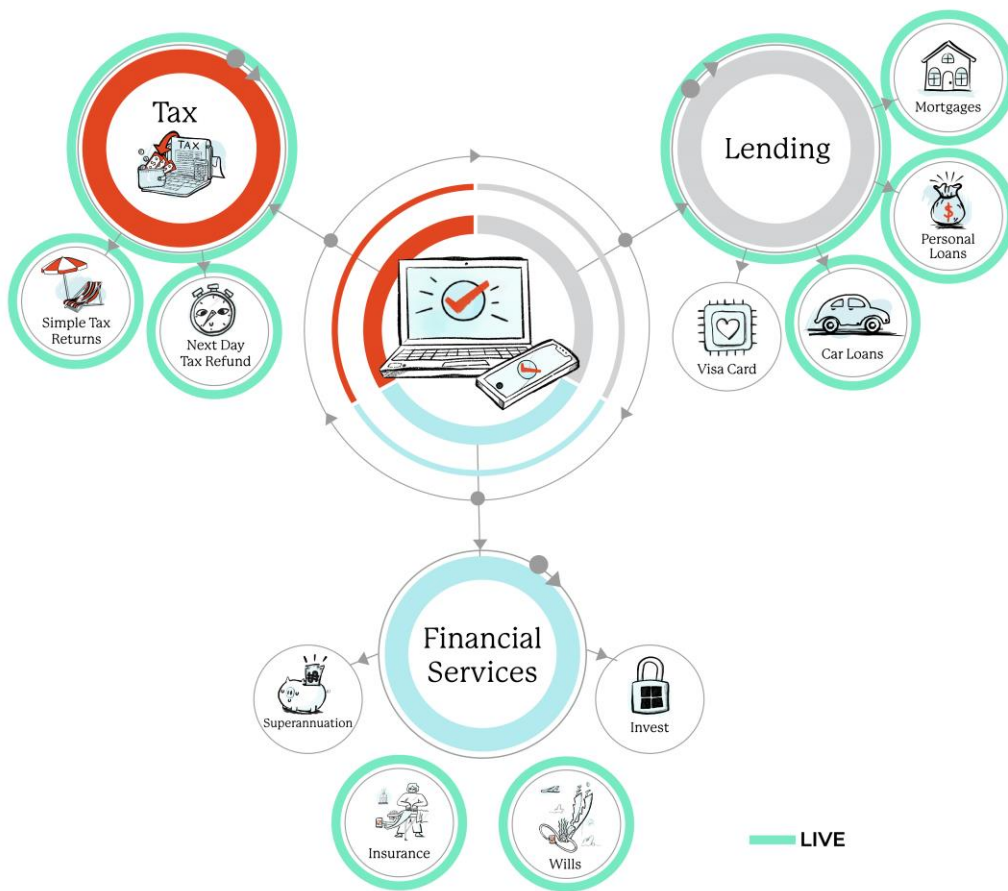 Tax
TAX
Simple Tax
Returns
Next Day
Tax Refund
Lending
Mortgages
$
Personal
Loans
Car Loans
Visa Card
Financial
Services
$
Superannuation
Invest
Insurance
Wills
LIVE